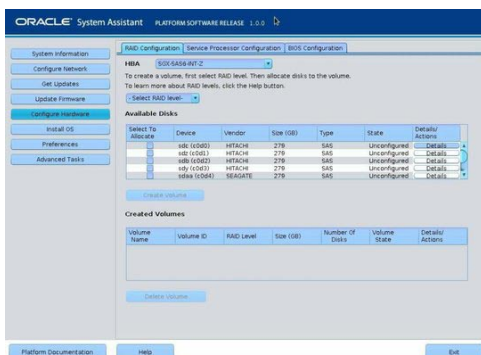 ORACLE System Assistant PLATFORM SOFTWARE RELEASE 1.0.0
System Information
Configure Network
Get Updates
Update Firmware
Configure Hardware
Install OS
Preferences
Advanced Tasks
RAID Configuration Service Processor Configuration BIOS Configuration
HBA SGX-SAS6-INT-Z
To create a volume, first select RAID level. Then allocate disks to the volume.
To learn more about RAID levels, click the Help button.
- Select RAID level-
Available Disks
Select To Allocate Device Vendor Size (GB) Type State Details/ Actions
sdc (c0d0) HITACHI 279 SAS Unconfigured Details
sdz (c0d1) HITACHI 279 SAS Unconfigured Details
sdb (c0d2) HITACHI 279 SAS Unconfigured Details
sdy (c0d3) HITACHI 279 SAS Unconfigured Details
sdaa (c0d4) SEAGATE 279 SAS Unconfigured Details
Create Volume
Created Volumes
Volume Name Volume ID RAID Level Size (GB) Number Of Disks Volume State Details/ Actions
Delete Volume
Platform Documentation Help Exit